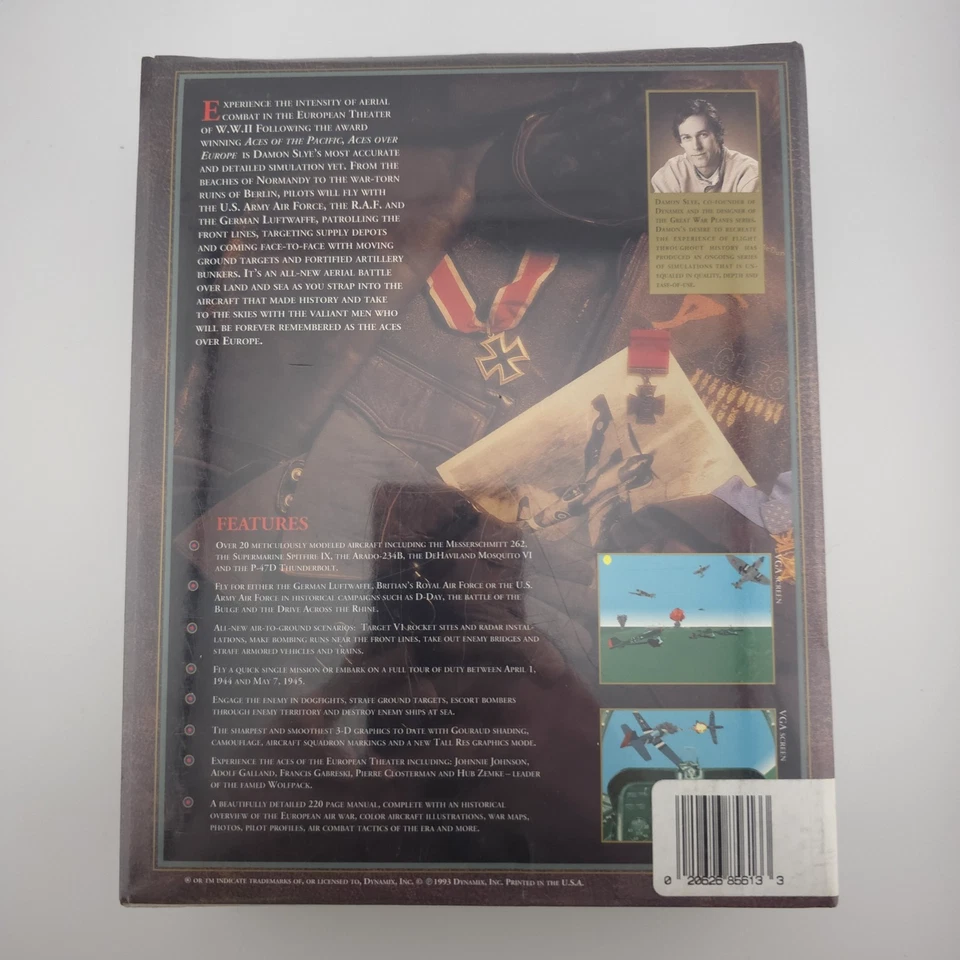 EXPERIENCE THE INTENSITY OF AERIAL
COMBAT IN THE EUROPEAN THEATER
OF W.W.II FOLLOWING THE AWARD
WINNING ACES OF THE PACIFIC, ACES OVER
EUROPE IS DAMON SLYE'S MOST ACCURATE
AND DETAILED SIMULATION YET. FROM THE
BEACHES OF NORMANDY TO THE WAR-TORN
RUINS OF BERLIN, PILOTS WILL FLY WITH
THE U.S. ARMY AIR FORCE, THE R.A.F. AND
THE GERMAN LUFTWAFFE, PATROLLING THE
FRONT LINES, TARGETING SUPPLY DEPOTS
AND COMING FACE-TO-FACE WITH MOVING
GROUND TARGETS AND FORTIFIED ARTILLERY
BUNKERS. IT'S AN ALL-NEW AERIAL BATTLE
OVER LAND AND SEA AS YOU STRAP INTO THE
AIRCRAFT THAT MADE HISTORY AND TAKE
TO THE SKIES WITH THE VALIANT MEN WHO
WILL BE FOREVER REMEMBERED AS THE ACES
OVER EUROPE.
DAMON SLYE, CO-FOUNDER OF
DYNAMIX AND THE DESIGNER OF
THE GREAT WAR PLANES SERIES.
DAMON'S DESIRE TO RECREATE
THE EXPERIENCE OF FLIGHT
THROUGHOUT HISTORY HAS
PRODUCED AN ONGOING SERIES
OF SIMULATIONS THAT IS UN-
EQUALED IN QUALITY, DEPTH AND
EASE-OF-USE.
FEATURES
OVER 20 METICULOUSLY MODELED AIRCRAFT INCLUDING THE MESSERSCHMITT 262,
THE SUPERMARINE SPITFIRE IX, THE ARADO-234B, THE DEHAVILAND MOSQUITO VI
AND THE P-47D THUNDERBOLT.
FLY FOR EITHER THE GERMAN LUFTWAFFE, BRITIAN'S ROYAL AIR FORCE OR THE U.S.
ARMY AIR FORCE IN HISTORICAL CAMPAIGNS SUCH AS D-DAY, THE BATTLE OF THE
BULGE AND THE DRIVE ACROSS THE RHINE.
ALL-NEW AIR-TO-GROUND SCENARIOS: TARGET V1 ROCKET SITES AND RADAR INSTAL-
LATIONS, MAKE BOMBING RUNS NEAR THE FRONT LINES, TAKE OUT ENEMY BRIDGES AND
STRAFE ARMORED VEHICLES AND TRAINS.
FLY A QUICK SINGLE MISSION OR EMBARK ON A FULL TOUR OF DUTY BETWEEN APRIL 1,
1944 AND MAY 7, 1945.
ENGAGE THE ENEMY IN DOGFIGHTS, STRAFE GROUND TARGETS, ESCORT BOMBERS
THROUGH ENEMY TERRITORY AND DESTROY ENEMY SHIPS AT SEA.
THE SHARPEST AND SMOOTHEST 3-D GRAPHICS TO DATE WITH GOURAUD SHADING,
CAMOUFLAGE, AIRCRAFT SQUADRON MARKINGS AND A NEW TALL RES GRAPHICS MODE.
EXPERIENCE THE ACES OF THE EUROPEAN THEATER INCLUDING: JOHNNIE JOHNSON,
ADOLF GALLAND, FRANCIS GABRESKI, PIERRE CLOSTERMAN AND HUB ZEMKE – LEADER
OF THE FAMED WOLFPACK.
A BEAUTIFULLY DETAILED 220 PAGE MANUAL, COMPLETE WITH AN HISTORICAL
OVERVIEW OF THE EUROPEAN AIR WAR, COLOR AIRCRAFT ILLUSTRATIONS, WAR MAPS,
PHOTOS, PILOT PROFILES, AIR COMBAT TACTICS OF THE ERA AND MORE.
VGA SCREEN
VGA SCREEN
0 20626 85613 3
® OR TM INDICATE TRADEMARKS OF, OR LICENSED TO, DYNAMIX, INC. © ℗ 1993 DYNAMIX, INC. PRINTED IN THE U.S.A.